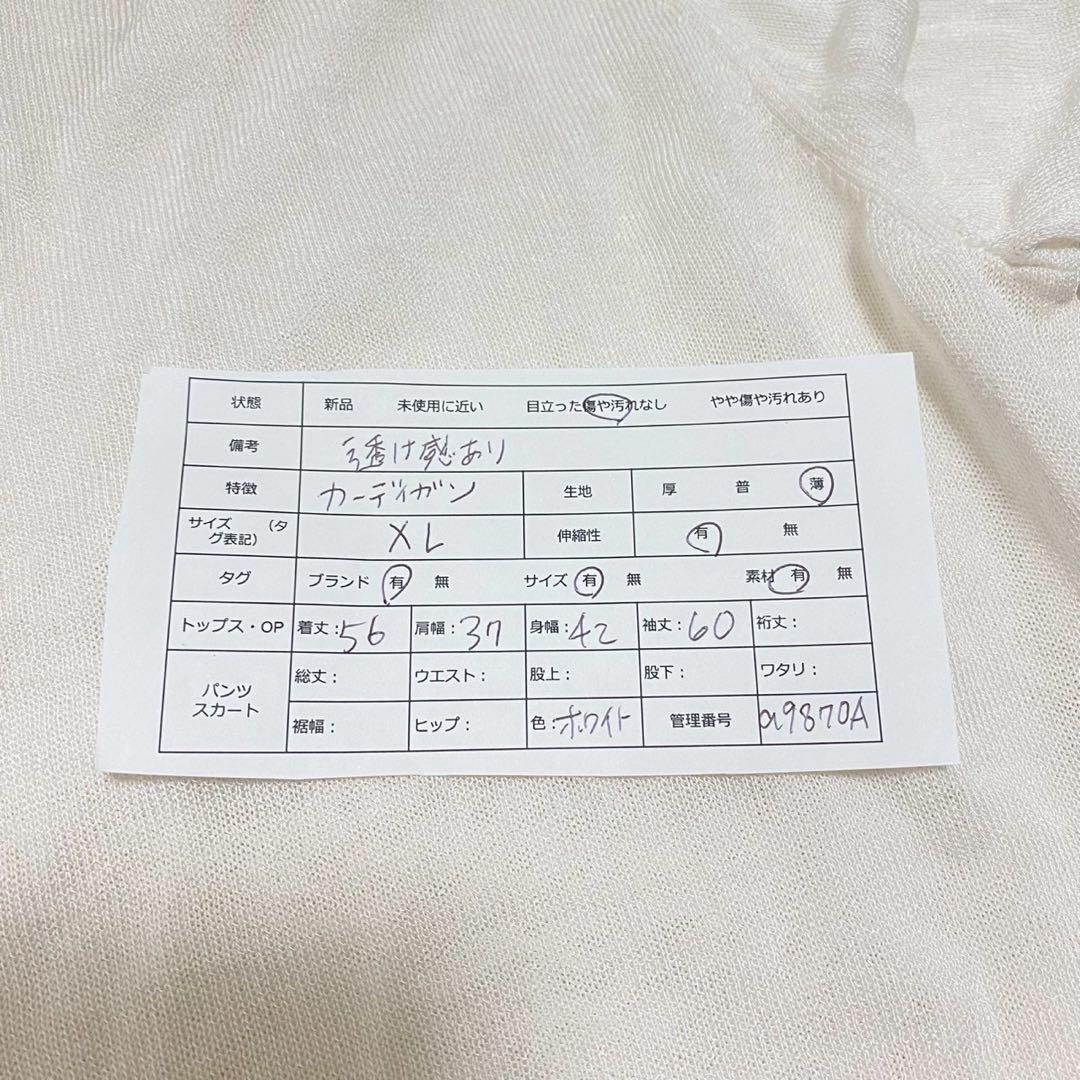 状態 新品 未使用に近い 目立った傷や汚れなし やや傷や汚れあり
備考 透け感あり
特徴 カーディガン 生地 厚 普 薄
サイズ (タグ表記) XL 伸縮性 有 無
タグ ブランド 有 無 サイズ 有 無 素材 有 無
トップス・OP 着丈:56 肩幅:37 身幅:42 袖丈:60 裄丈:
パンツ スカート 総丈: ウエスト: 股上: 股下: ワタリ:
裾幅: ヒップ: 色:ホワイト 管理番号 a9870A